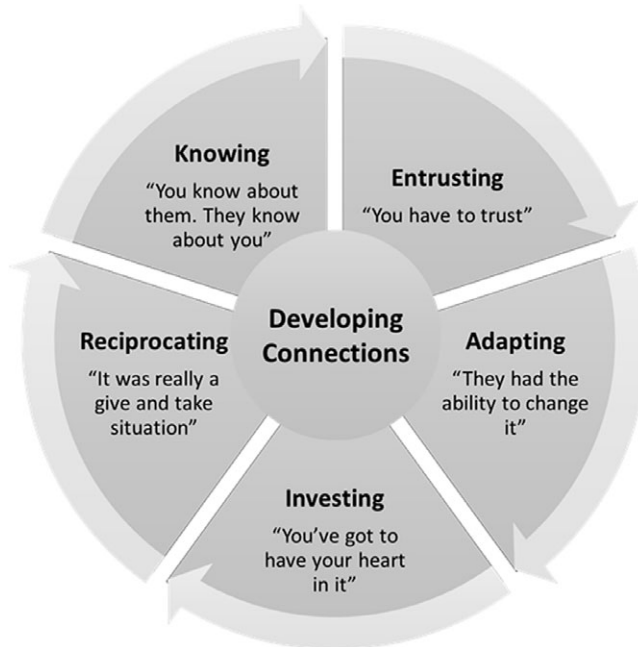 Knowing
“You know about
them. They know
about you”
Entrusting
“You have to trust”
Developing
Connections
Reciprocating
“It was really a
give and take
situation”
Adapting
“They had the
ability to change
it”
Investing
“You’ve got to
have your heart
in it”